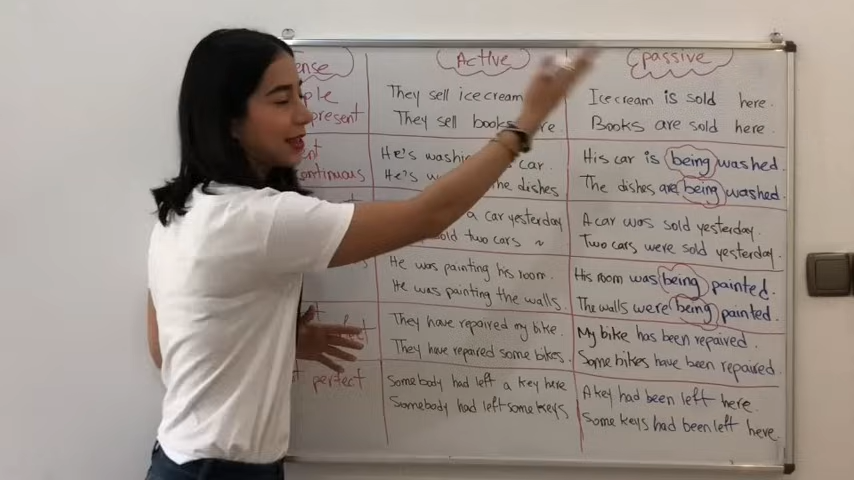 Active
passive
They sell icecream
Icecream is sold here.
present
They sell books here.
Books are sold here.
He's washing car.
His car is being washed.
continuous
He's the dishes
The dishes are being washed
a car yesterday
A car was sold yesterday.
sold two cars ~
Two cars were sold yesterday.
He was painting his room.
His room was being painted.
He was painting the walls.
The walls were being painted.
They have repaired my bike.
My bike has been repaired.
They have repaired some bikes.
Some bikes have been repaired.
perfect
Somebody had left a key here
A key had been left here.
Somebody had left some keys
Some keys had been left here.